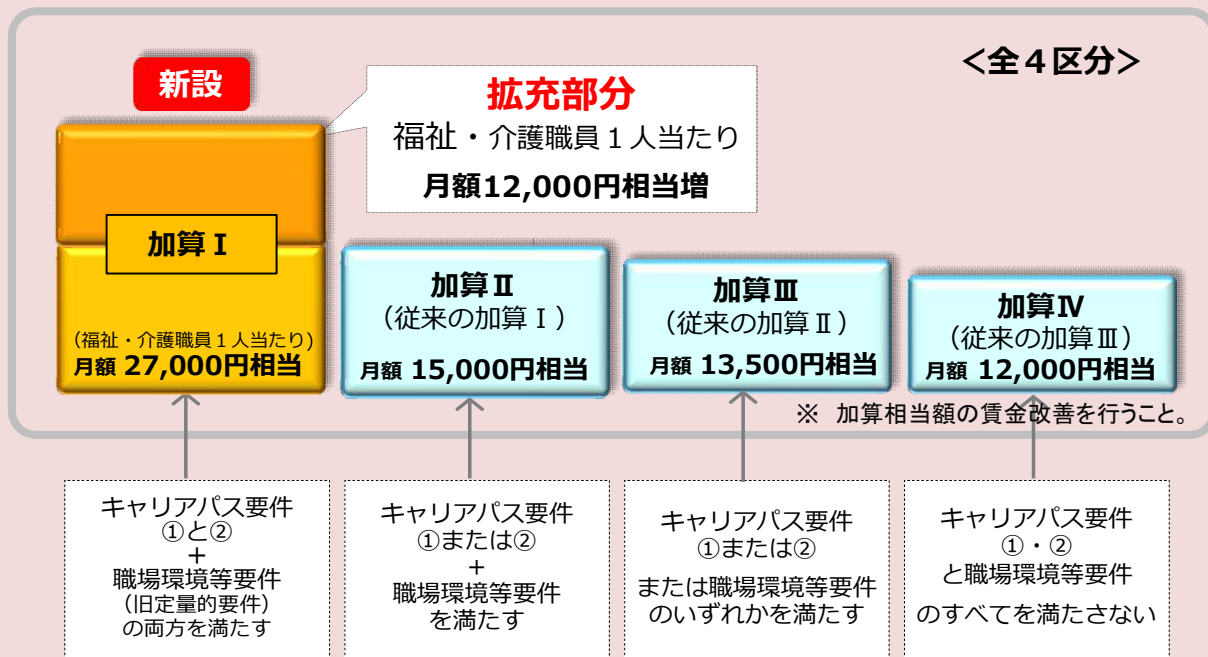 ＜全４区分＞
新設
拡充部分
福祉・介護職員１人当たり
月額12,000円相当増
加算Ⅰ
(福祉・介護職員１人当たり)
月額 27,000円相当
加算Ⅱ
（従来の加算Ⅰ）
月額 15,000円相当
加算Ⅲ
（従来の加算Ⅱ）
月額 13,500円相当
加算Ⅳ
（従来の加算Ⅲ）
月額 12,000円相当
※　加算相当額の賃金改善を行うこと。
キャリアパス要件
①と②
＋
職場環境等要件
(旧定量的要件)
の両方を満たす
キャリアパス要件
①または②
＋
職場環境等要件
を満たす
キャリアパス要件
①または②
または職場環境等要件
のいずれかを満たす
キャリアパス要件
①・②
と職場環境等要件
のすべてを満たさない